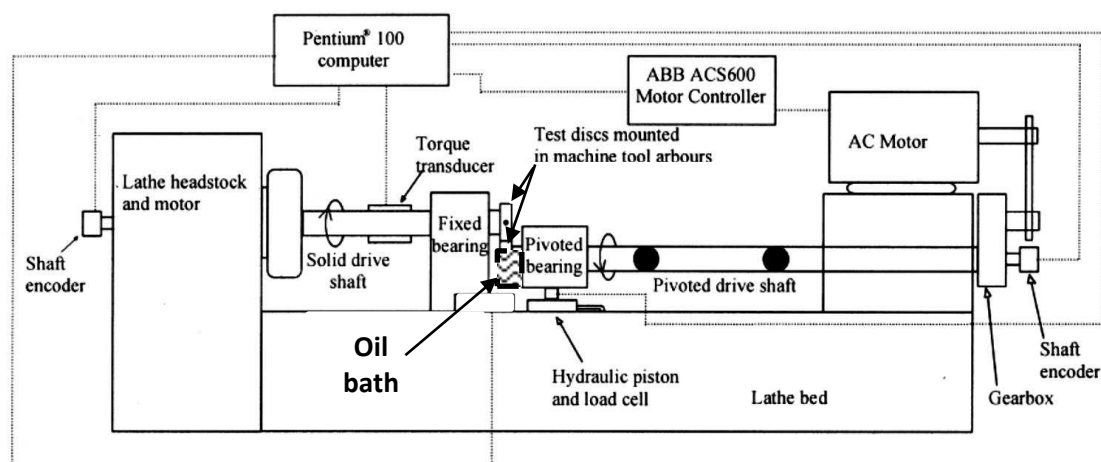 Pentium® 100
computer
ABB ACS600
Motor Controller
AC Motor
Test discs mounted
in machine tool arbours
Torque
transducer
Lathe headstock
and motor
Fixed
bearing
Pivoted
bearing
Shaft
encoder
Solid drive
shaft
Pivoted drive shaft
Oil
bath
Hydraulic piston
and load cell
Lathe bed
Gearbox
Shaft
encoder